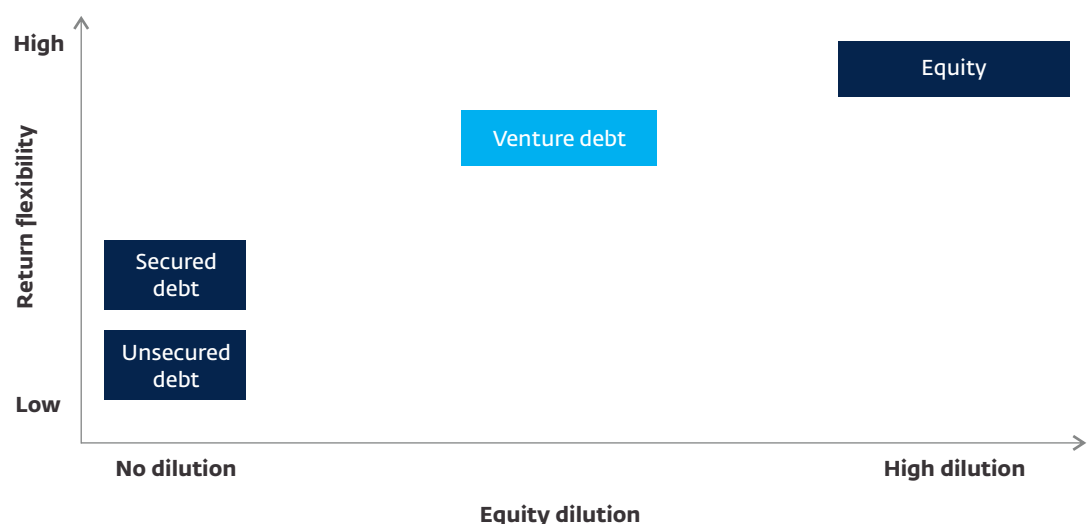 High
Equity
Venture debt
Return flexibility
Secured
debt
Unsecured
debt
Low
No dilution
High dilution
Equity dilution